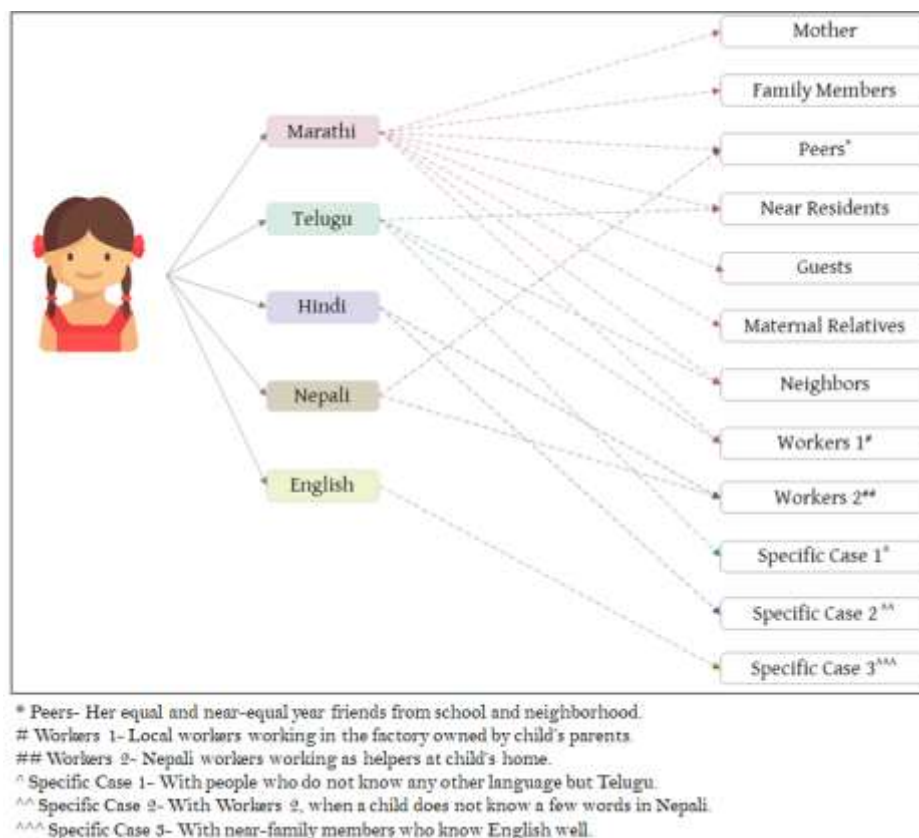 Mother
Family Members
Marathi
Peers*
Telugu
Near Residents
Guests
Hindi
Maternal Relatives
Nepali
Neighbors
Workers 1#
English
Workers 2##
Specific Case 1^
Specific Case 2^^
Specific Case 3^^^
* Peers- Her equal and near-equal year friends from school and neighborhood.
# Workers 1- Local workers working in the factory owned by child's parents.
## Workers 2- Nepali workers working as helpers at child's home.
^ Specific Case 1- With people who do not know any other language but Telugu.
^^ Specific Case 2- With Workers 2, when a child does not know a few words in Nepali.
^^^ Specific Case 3- With near-family members who know English well.